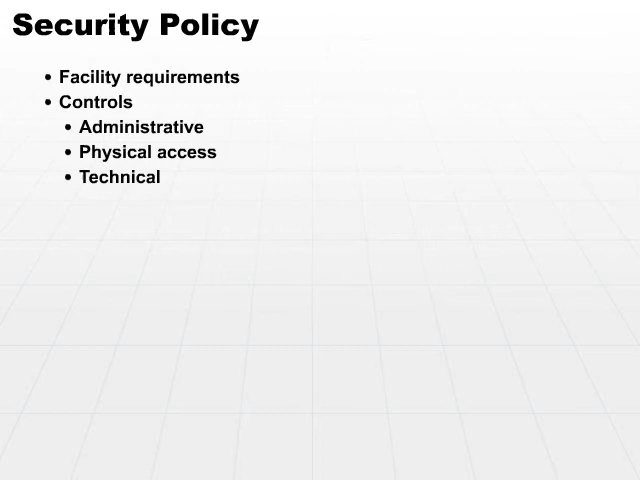 Security Policy
• Facility requirements
• Controls
• Administrative
• Physical access
• Technical